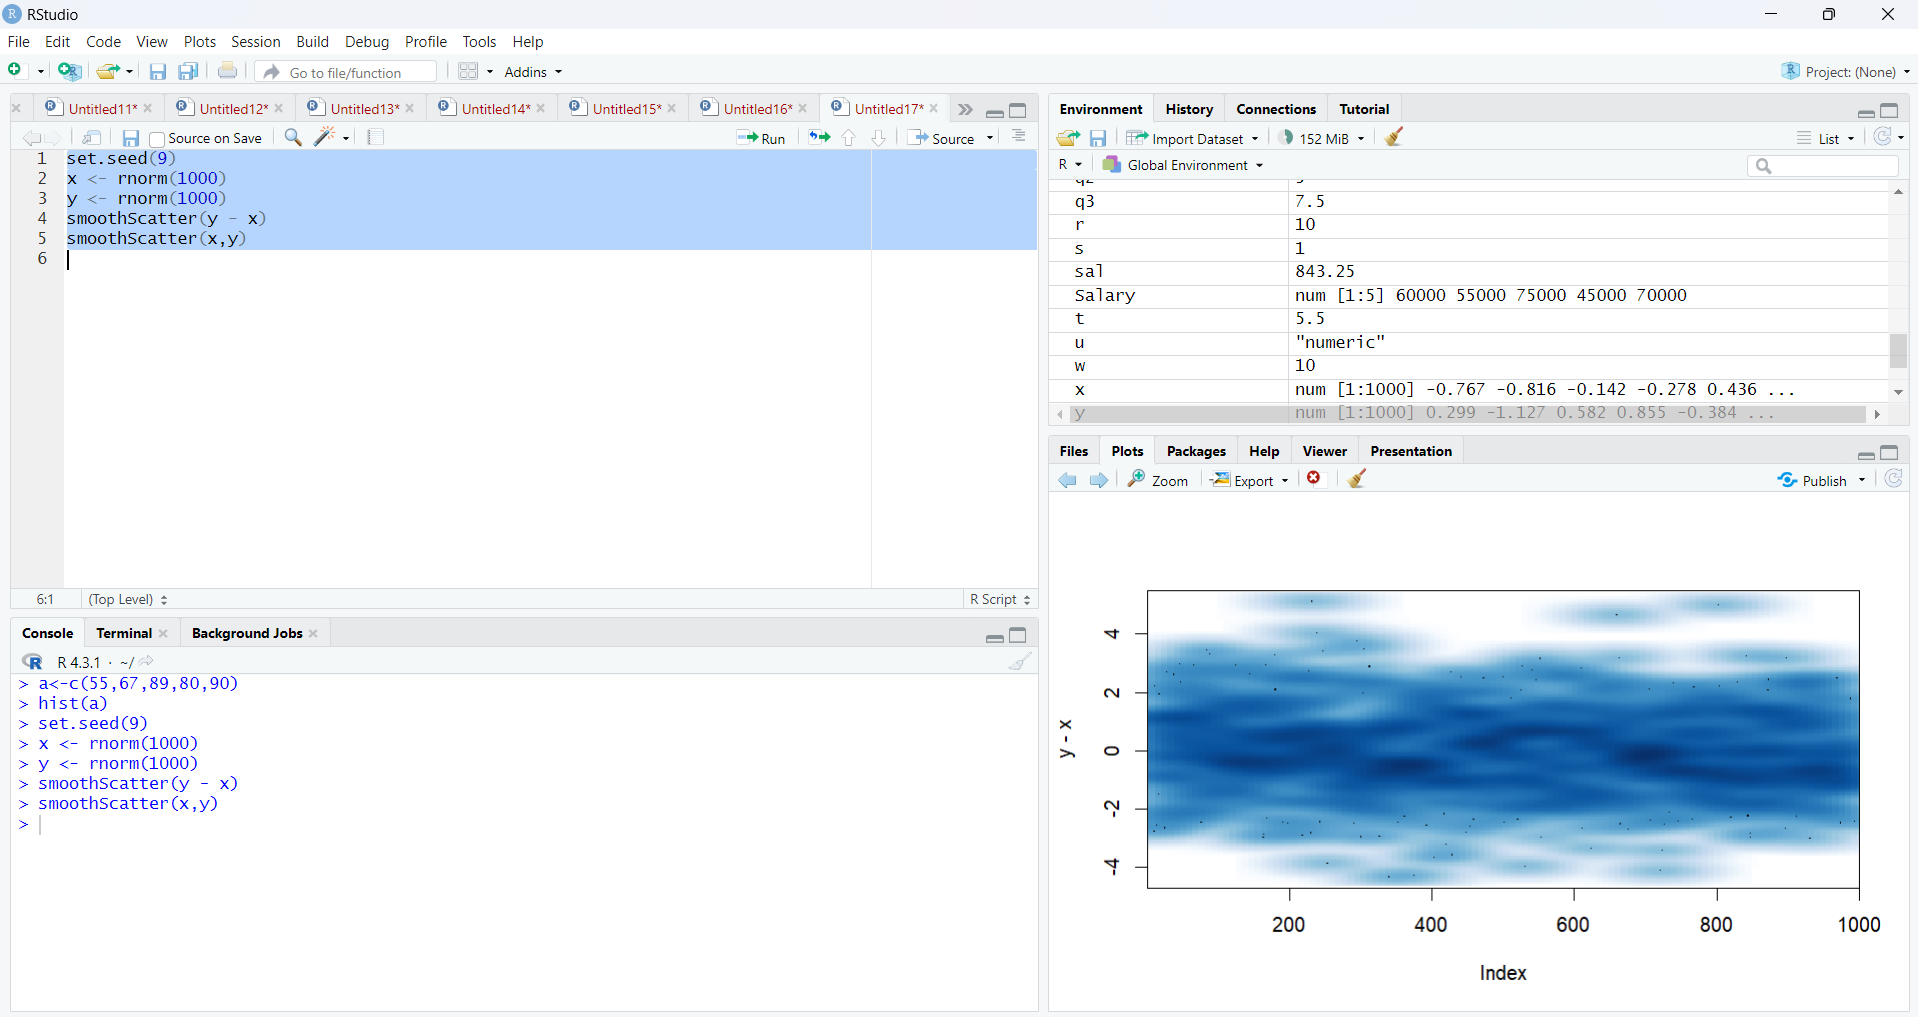 RStudio
File Edit Code View Plots Session Build Debug Profile Tools Help
Go to file/function Addins Project: (None)
Untitled11* Untitled12* Untitled13* Untitled14* Untitled15* Untitled16* Untitled17*
Source on Save Run Source
1 set.seed(9)
2 x <- rnorm(1000)
3 y <- rnorm(1000)
4 smoothScatter(y - x)
5 smoothScatter(x,y)
6
6:1 (Top Level) R Script
Console Terminal Background Jobs
R 4.3.1 · ~/
> a<-c(55,67,89,80,90)
> hist(a)
> set.seed(9)
> x <- rnorm(1000)
> y <- rnorm(1000)
> smoothScatter(y - x)
> smoothScatter(x,y)
>
Environment History Connections Tutorial
Import Dataset 152 MiB List
R Global Environment
q3 7.5
r 10
s 1
sal 843.25
Salary num [1:5] 60000 55000 75000 45000 70000
t 5.5
u "numeric"
w 10
x num [1:1000] -0.767 -0.816 -0.142 -0.278 0.436 ...
y num [1:1000] 0.299 -1.127 0.582 0.855 -0.384 ...
Files Plots Packages Help Viewer Presentation
Zoom Export Publish
y - x
4
2
0
-2
-4
200 400 600 800 1000
Index